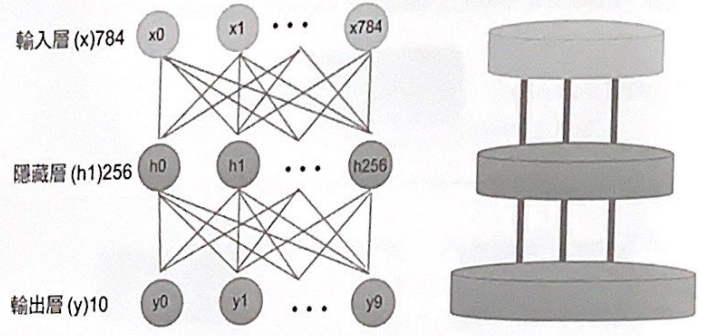 輸入層 (x)784 x0 x1 ••• x784
隱藏層 (h1)256 h0 h1 ••• h256
輸出層 (y)10 y0 y1 ••• y9